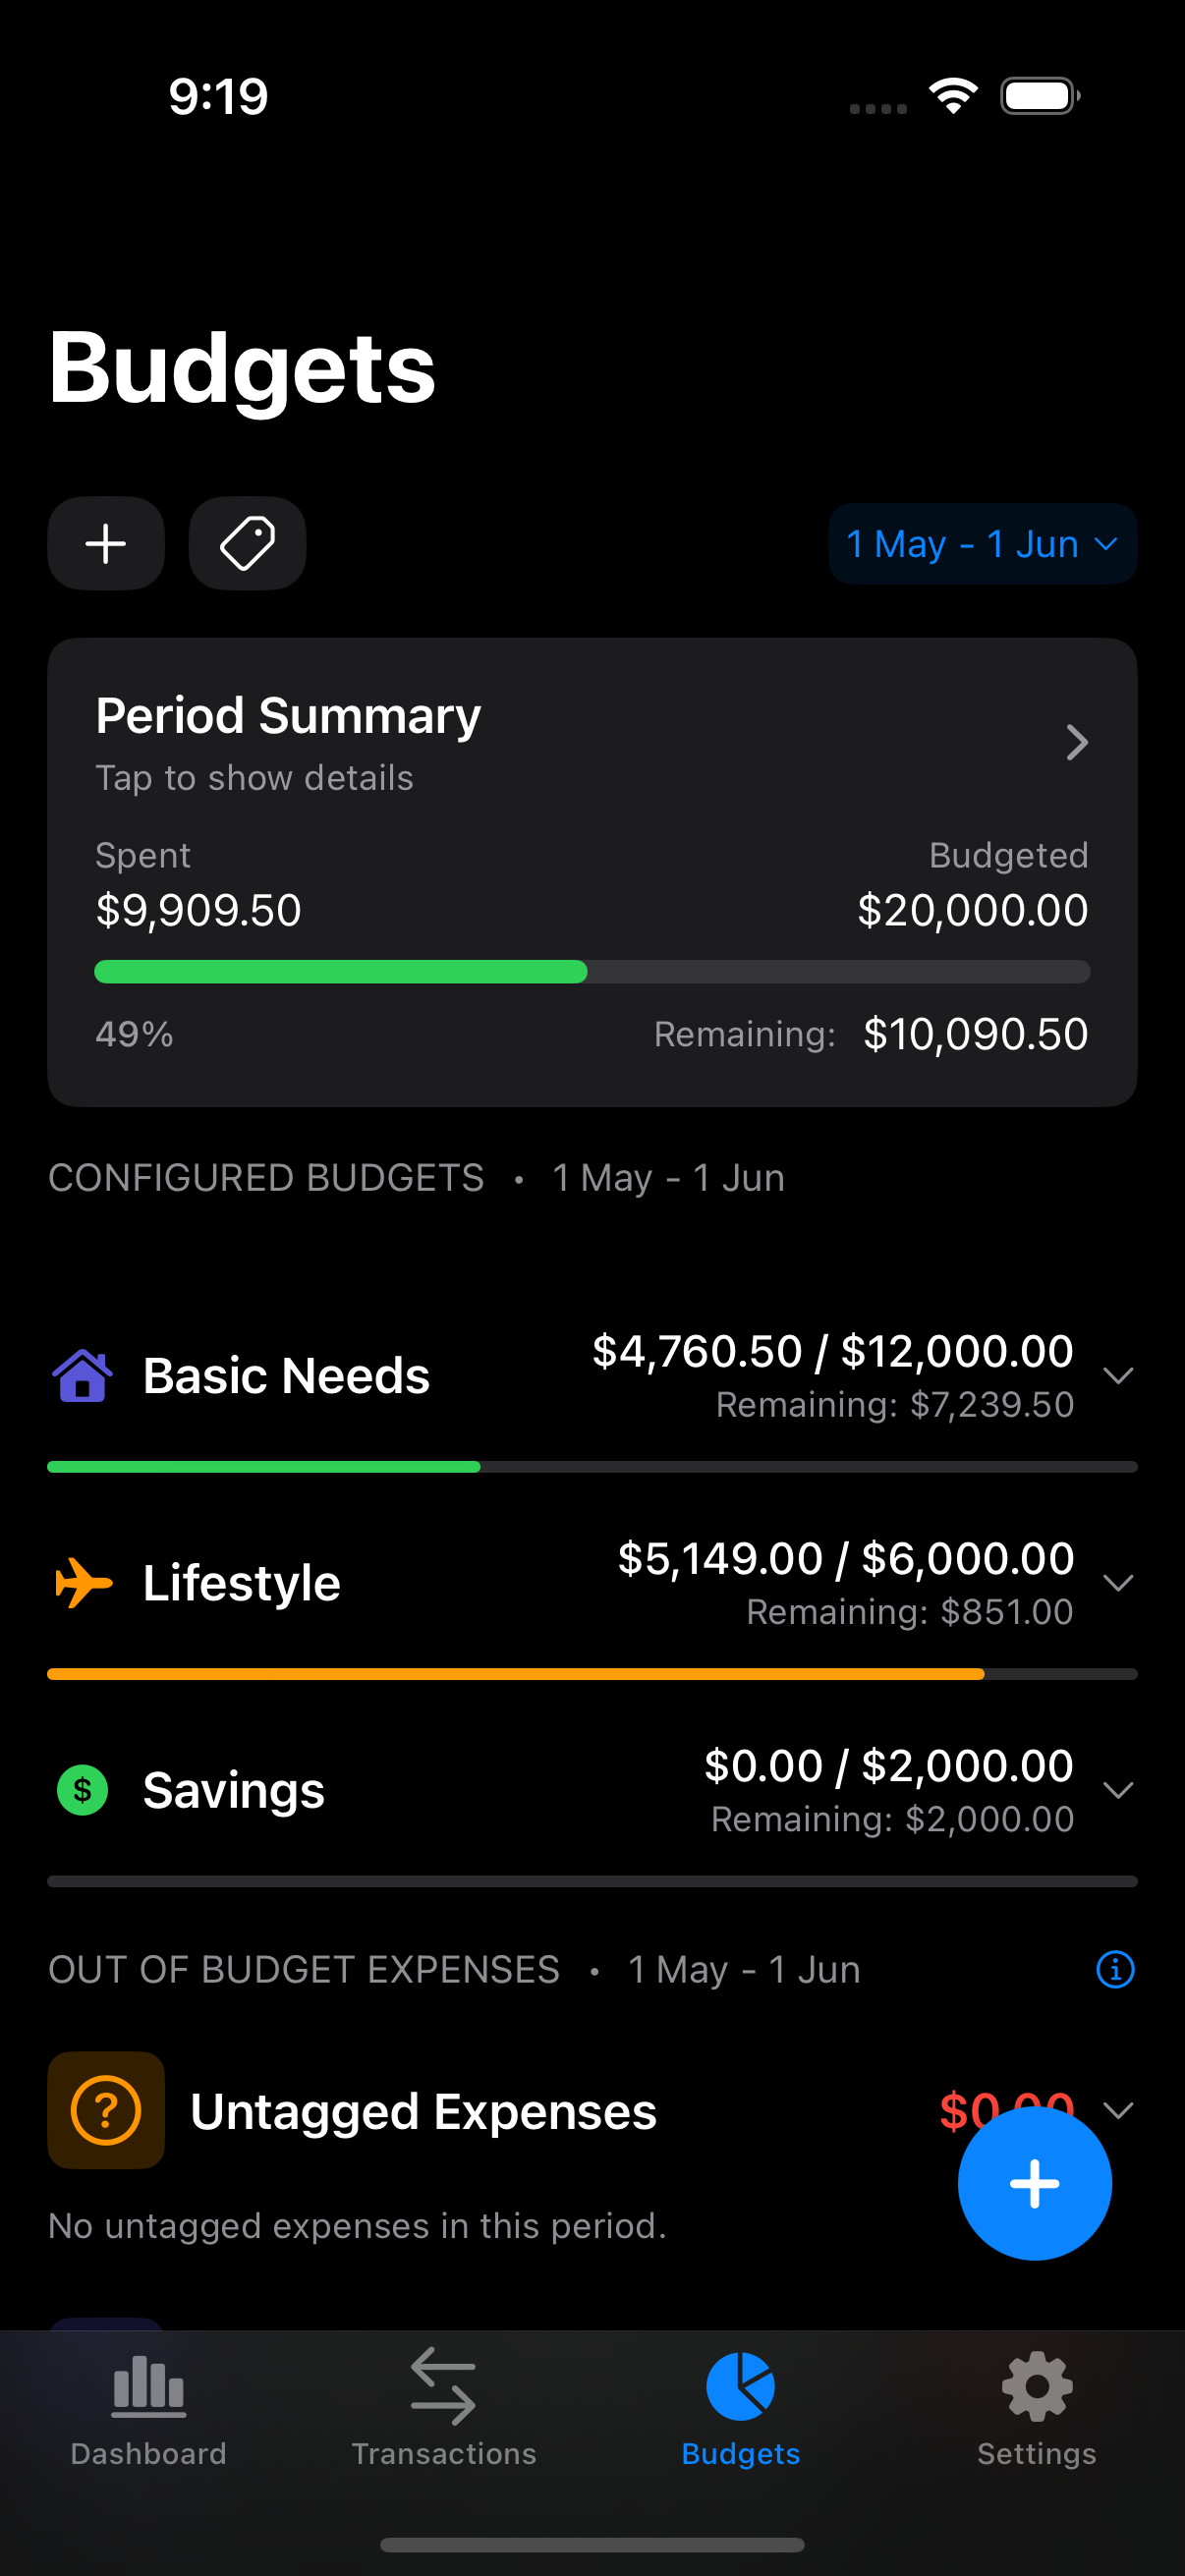 9:19
Budgets
1 May - 1 Jun
Period Summary
Tap to show details
Spent Budgeted
$9,909.50 $20,000.00
49% Remaining: $10,090.50
CONFIGURED BUDGETS • 1 May - 1 Jun
Basic Needs $4,760.50 / $12,000.00
Remaining: $7,239.50
Lifestyle $5,149.00 / $6,000.00
Remaining: $851.00
$ Savings $0.00 / $2,000.00
Remaining: $2,000.00
OUT OF BUDGET EXPENSES • 1 May - 1 Jun
? Untagged Expenses $0.00
No untagged expenses in this period.
Dashboard Transactions Budgets Settings